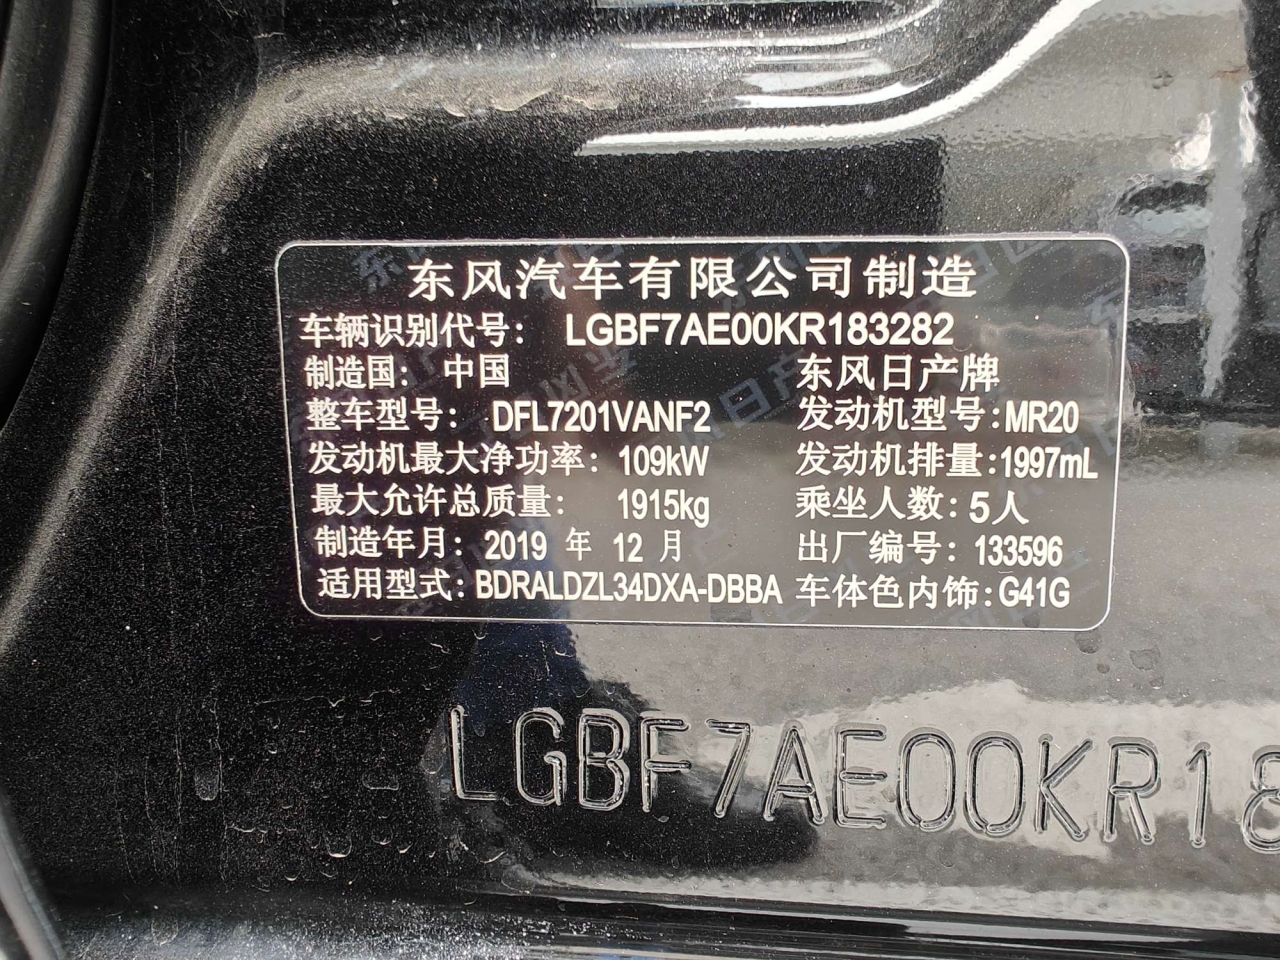 东风汽车有限公司制造
车辆识别代号： LGBF7AE00KR183282
制造国：中国 东风日产牌
整车型号： DFL7201VANF2 发动机型号：MR20
发动机最大净功率：109kW 发动机排量：1997mL
最大允许总质量： 1915kg 乘坐人数：5人
制造年月：2019 年 12 月 出厂编号：133596
适用型式：BDRALDZL34DXA-DBBA 车体色内饰：G41G
LGBF7AE00KR18